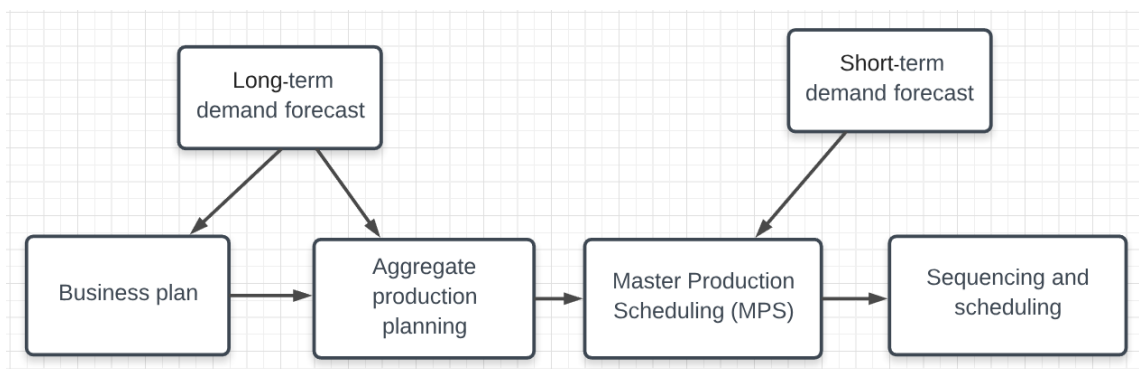 Long-term
demand forecast
Short-term
demand forecast
Business plan
Aggregate
production
planning
Master Production
Scheduling (MPS)
Sequencing and
scheduling